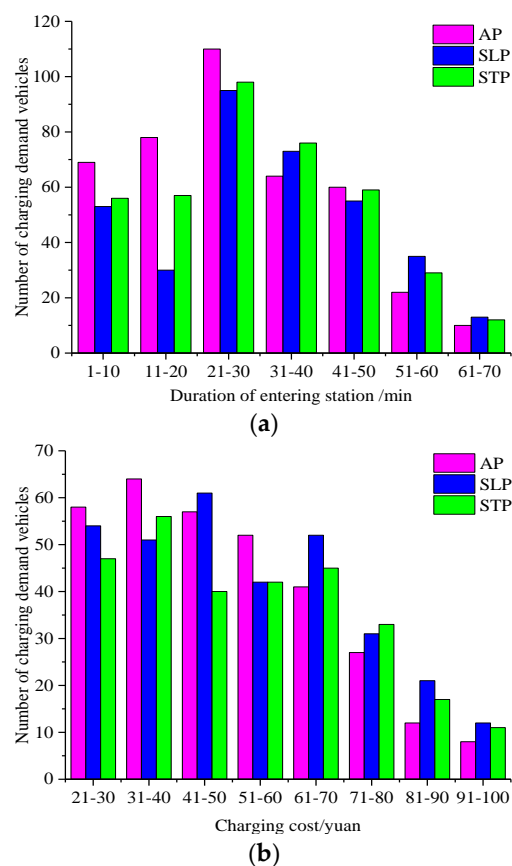 120
100
80
60
40
20
0
Number of charging demand vehicles
AP
SLP
STP
1-10 11-20 21-30 31-40 41-50 51-60 61-70
Duration of entering station /min
(a)
70
60
50
40
30
20
10
0
Number of charging demand vehicles
AP
SLP
STP
21-30 31-40 41-50 51-60 61-70 71-80 81-90 91-100
Charging cost/yuan
(b)